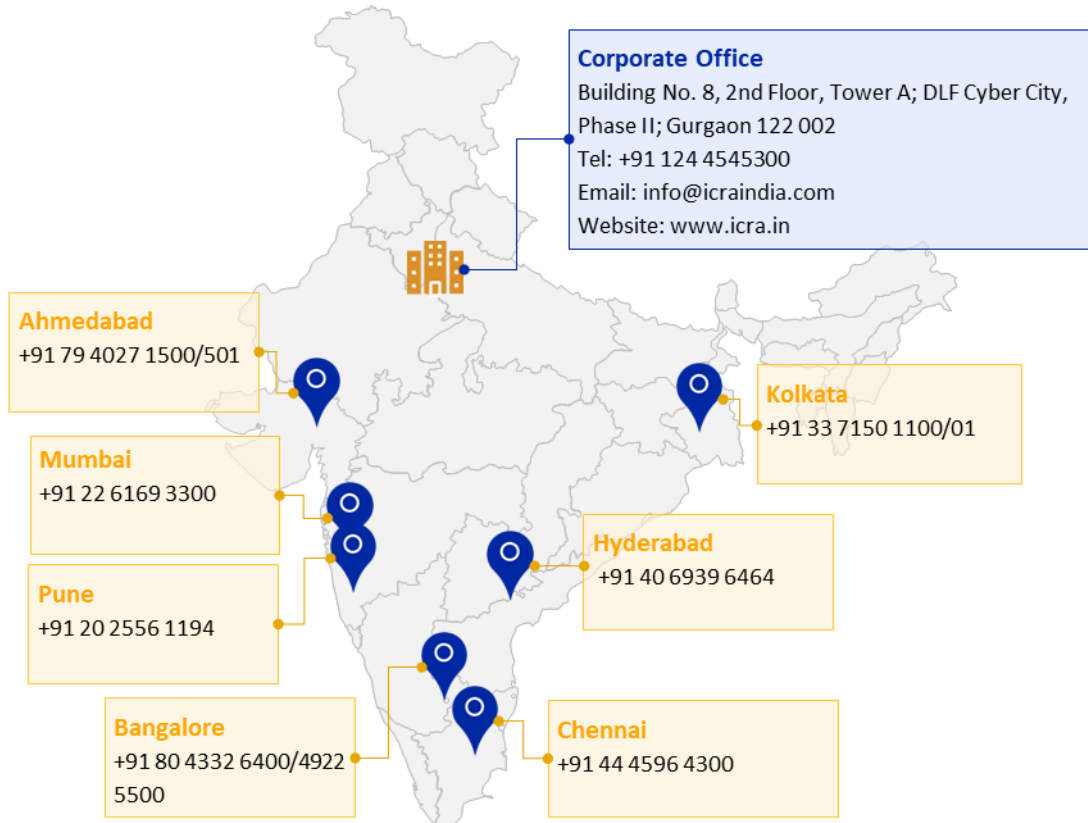 Corporate Office
Building No. 8, 2nd Floor, Tower A; DLF Cyber City,
Phase II; Gurgaon 122 002
Tel: +91 124 4545300
Email: info@icraindia.com
Website: www.icra.in
Ahmedabad
+91 79 4027 1500/501
Kolkata
+91 33 7150 1100/01
Mumbai
+91 22 6169 3300
Hyderabad
+91 40 6939 6464
Pune
+91 20 2556 1194
Bangalore
+91 80 4332 6400/4922
5500
Chennai
+91 44 4596 4300